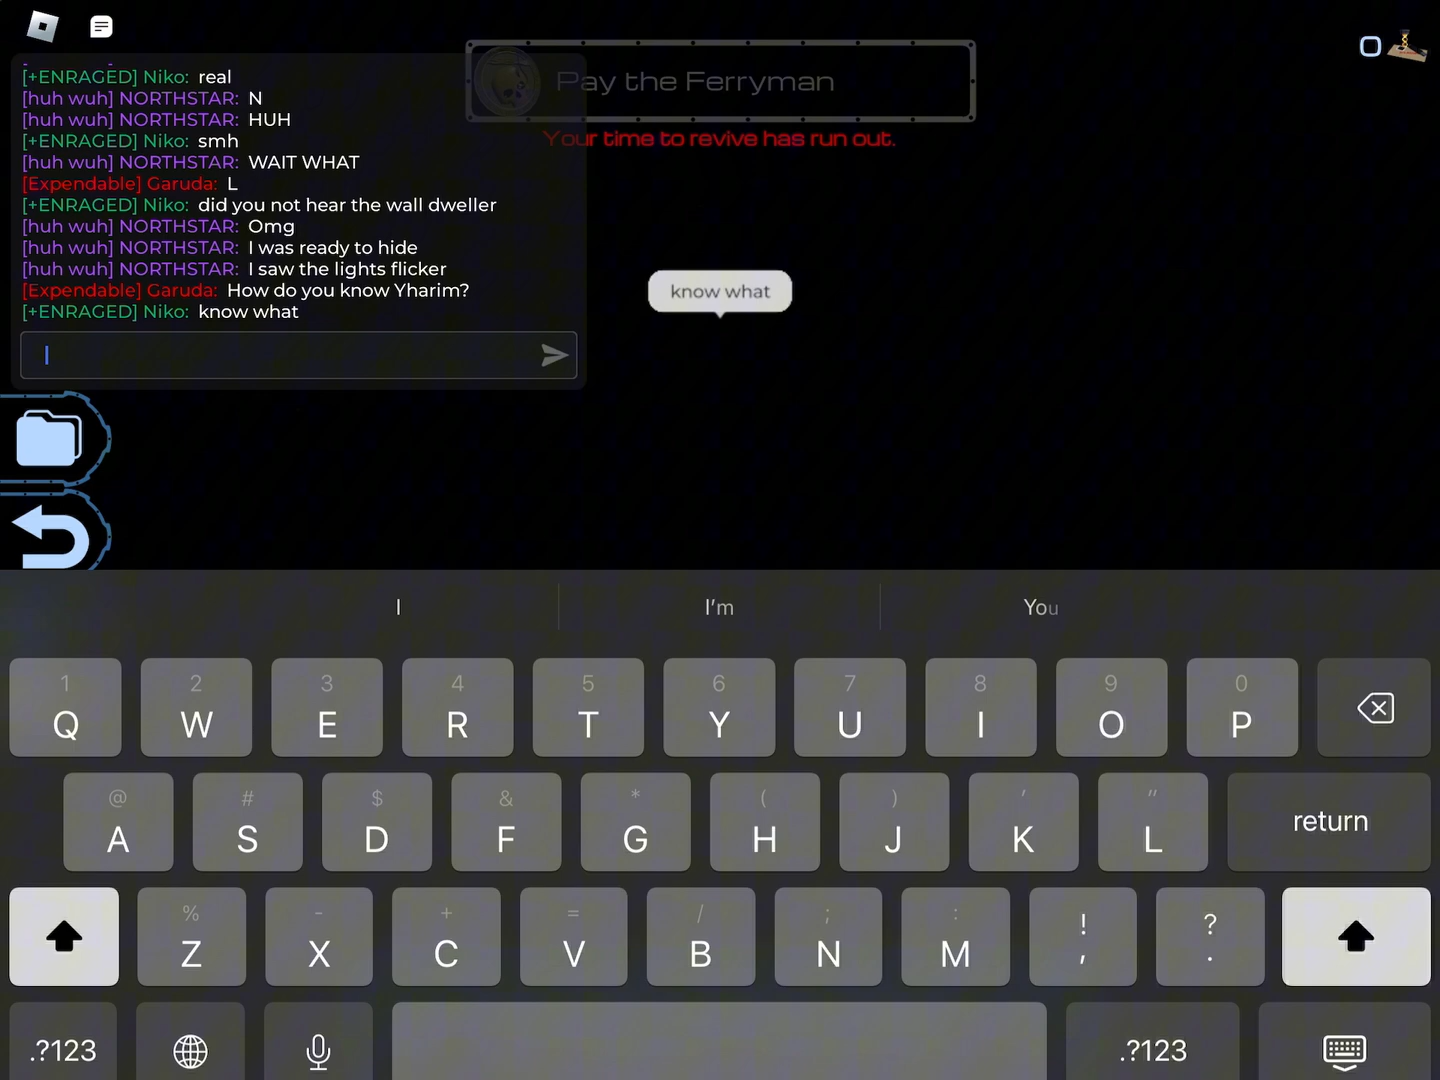 Pay the Ferryman
Your time to revive has run out.
[+ENRAGED] Niko: real
[huh wuh] NORTHSTAR: N
[huh wuh] NORTHSTAR: HUH
[+ENRAGED] Niko: smh
[huh wuh] NORTHSTAR: WAIT WHAT
[Expendable] Garuda: L
[+ENRAGED] Niko: did you not hear the wall dweller
[huh wuh] NORTHSTAR: Omg
[huh wuh] NORTHSTAR: I was ready to hide
[huh wuh] NORTHSTAR: I saw the lights flicker
[Expendable] Garuda: How do you know Yharim?
[+ENRAGED] Niko: know what
know what
I I'm You
1 2 3 4 5 6 7 8 9 0
Q W E R T Y U I O P
@ # $ & * ( ) ' "
A S D F G H J K L return
% - + = / ; : ! ?
Z X C V B N M , .
.?123 .?123